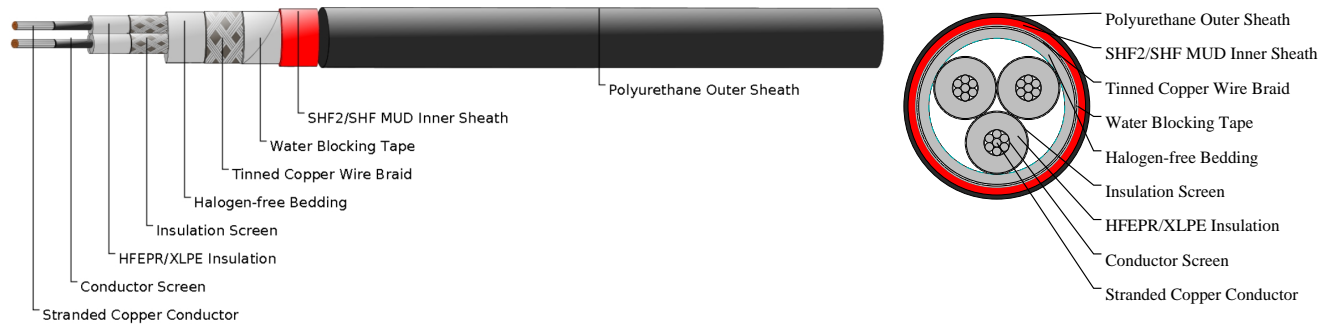 Polyurethane Outer Sheath
SHF2/SHF MUD Inner Sheath
Water Blocking Tape
Tinned Copper Wire Braid
Halogen-free Bedding
Insulation Screen
HFEPR/XLPE Insulation
Conductor Screen
Stranded Copper Conductor
Polyurethane Outer Sheath
SHF2/SHF MUD Inner Sheath
Tinned Copper Wire Braid
Water Blocking Tape
Halogen-free Bedding
Insulation Screen
HFEPR/XLPE Insulation
Conductor Screen
Stranded Copper Conductor